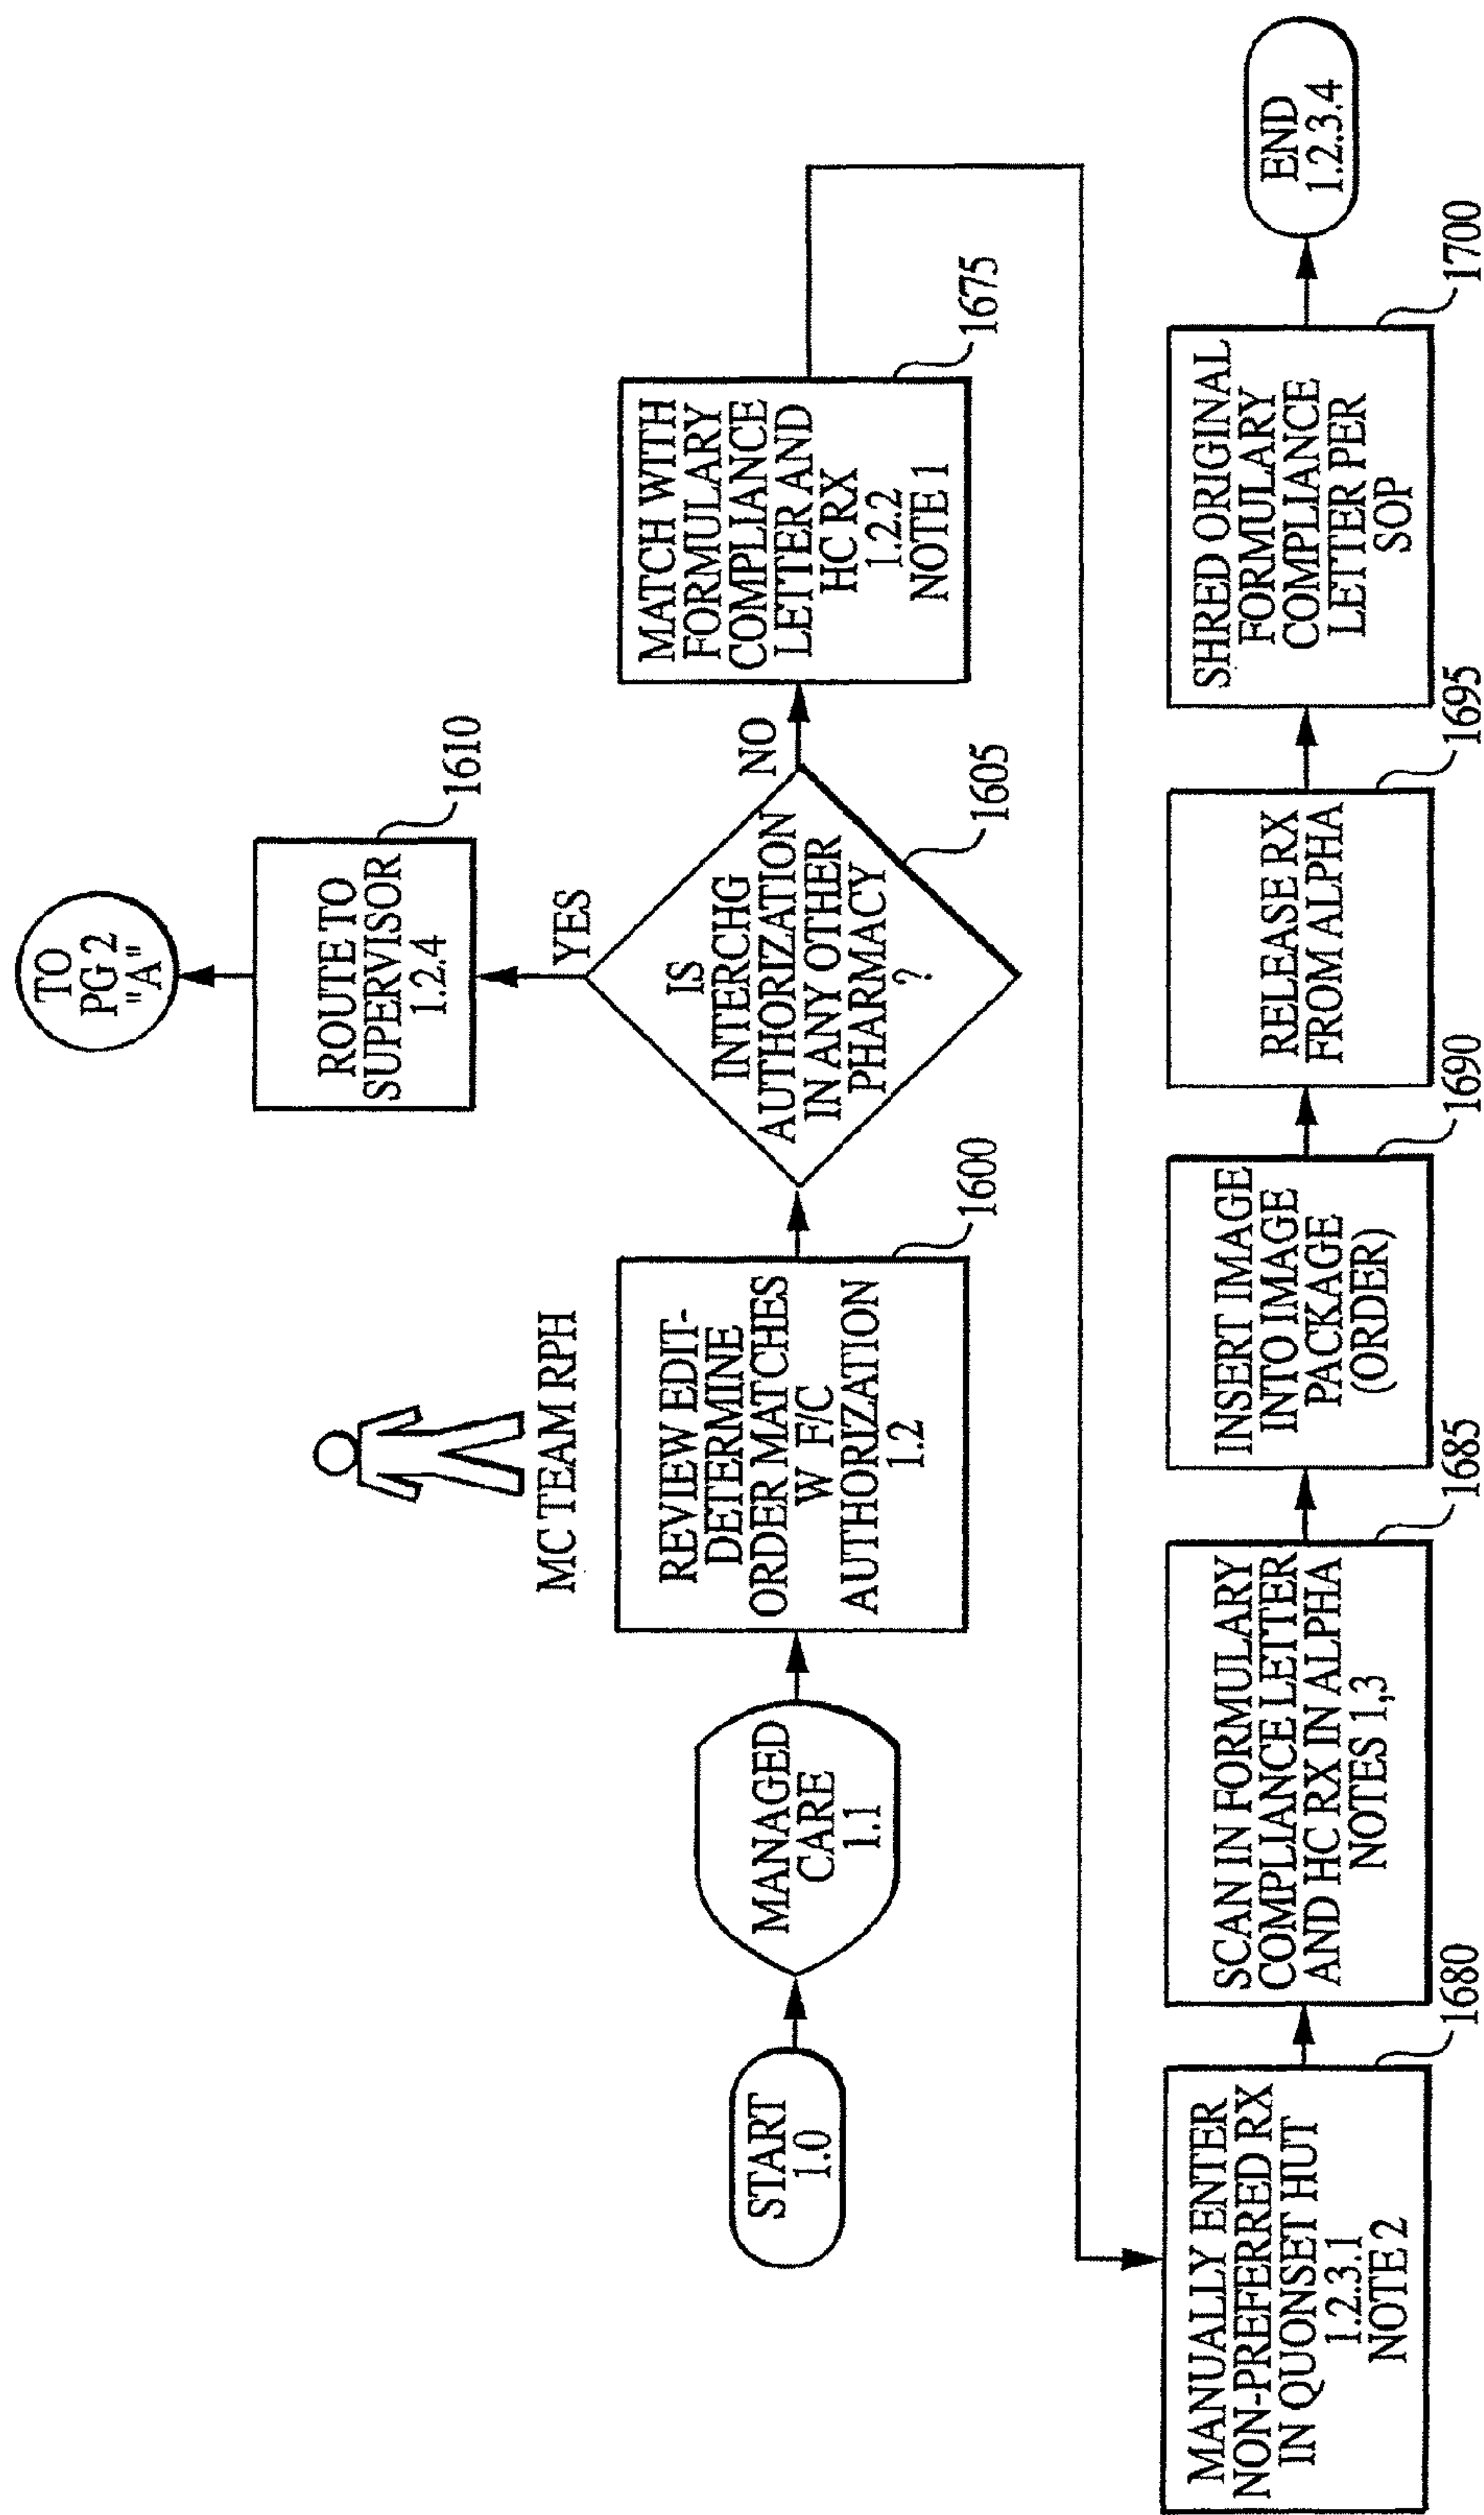 TO
PG 2
"A"
ROUTE TO
SUPERVISOR
1.2.4
1610
YES
MC TEAM RPH
START
1.0
MANAGED
CARE
1.1
REVIEW EDIT-
DETERMINE
ORDER MATCHES
W F/C
AUTHORIZATION
1.2
1600
IS
INTERCHG
AUTHORIZATION
IN ANY OTHER
PHARMACY
?
1605
NO
MATCH WITH
FORMULARY
COMPLIANCE
LETTER AND
HC RX
1.2.2
NOTE 1
1675
MANUALLY ENTER
NON-PREFERRED RX
IN QUONSET HUT
1.2.3.1
NOTE 2
1680
SCAN IN FORMULARY
COMPLIANCE LETTER
AND HC RX IN ALPHA
NOTES 1,3
1685
INSERT IMAGE
INTO IMAGE
PACKAGE
(ORDER)
1690
RELEASE RX
FROM ALPHA
1695
SHRED ORIGINAL
FORMULARY
COMPLIANCE
LETTER PER
SOP
1700
END
1.2.3.4